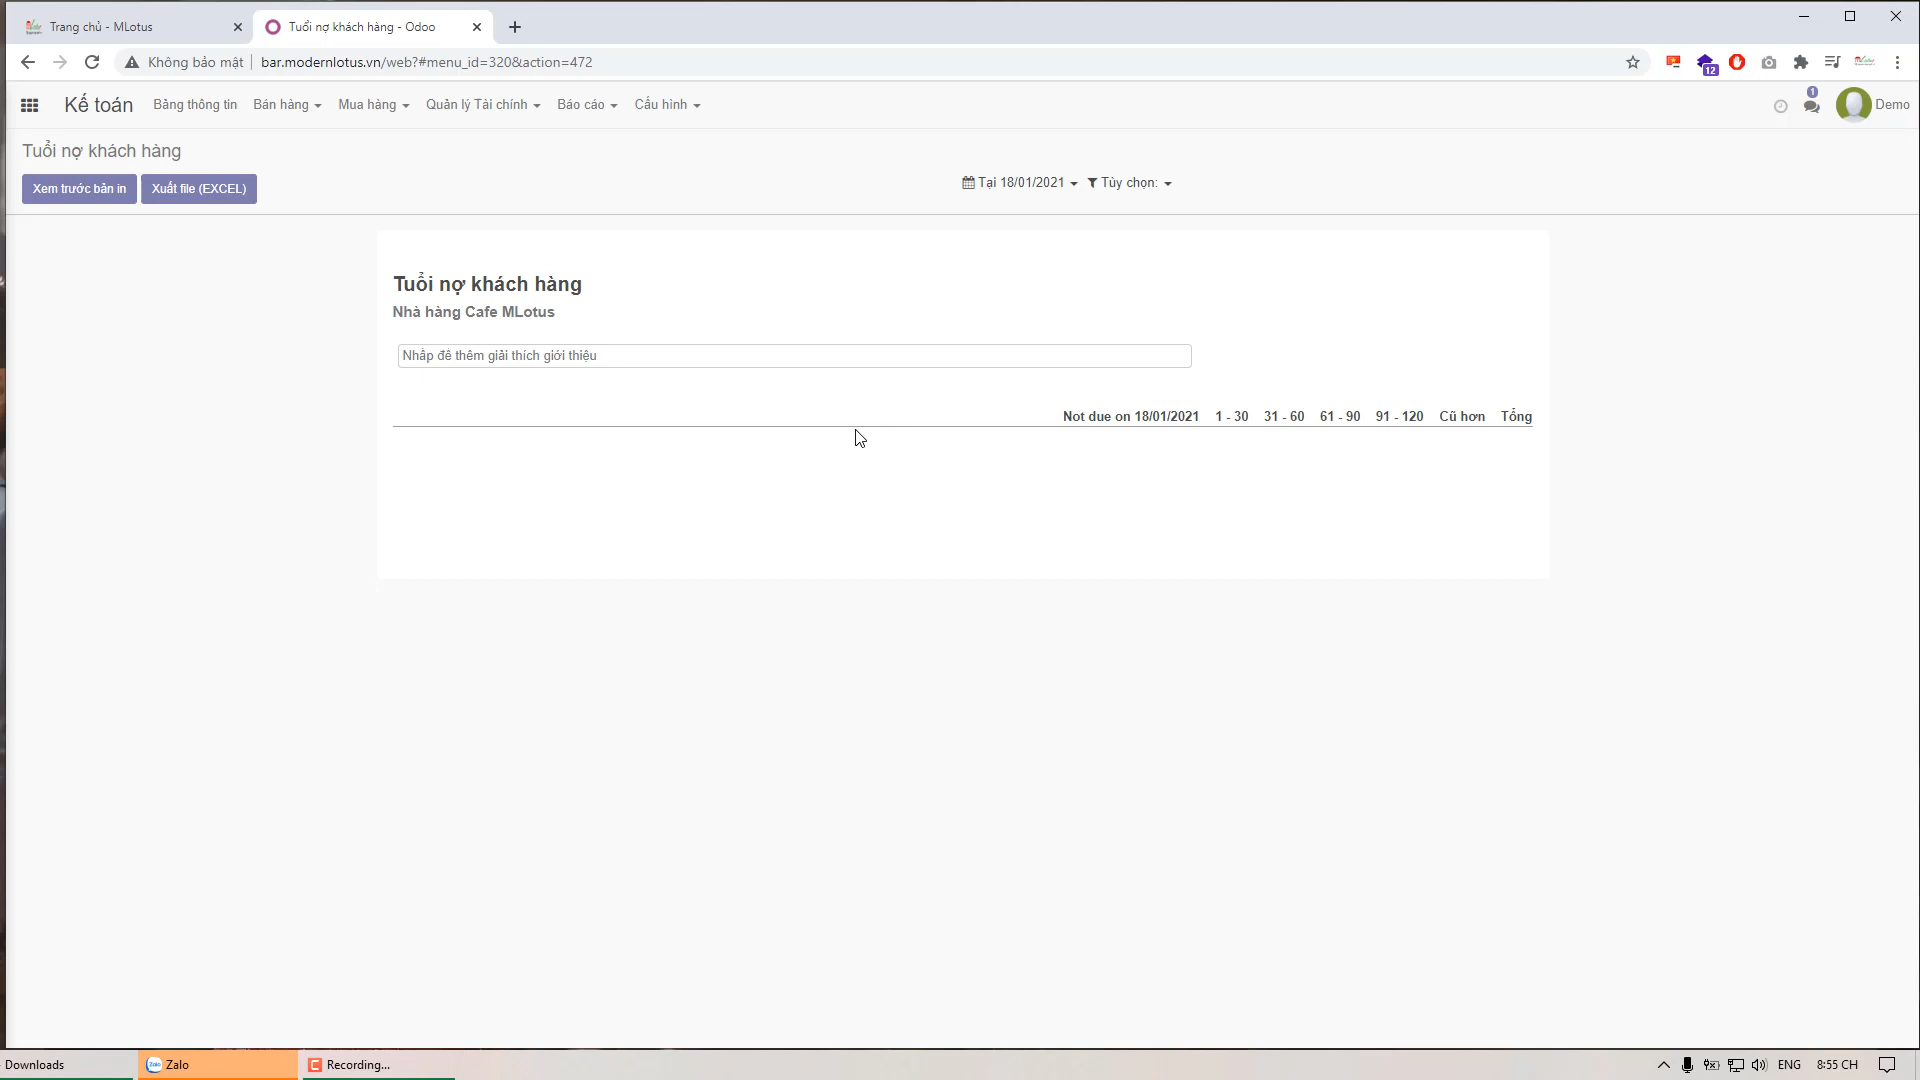 Trang chủ - MLotus
Tuổi nợ khách hàng - Odoo
Không bảo mật
bar.modernlotus.vn/web?#menu_id=320&action=472
12
Kế toán
Bảng thông tin
Bán hàng
Mua hàng
Quản lý Tài chính
Báo cáo
Cấu hình
1
Demo
Tuổi nợ khách hàng
Xem trước bản in
Xuất file (EXCEL)
Tại 18/01/2021
Tùy chọn:
Tuổi nợ khách hàng
Nhà hàng Cafe MLotus
Nhấp để thêm giải thích giới thiệu
Not due on 18/01/2021 1 - 30 31 - 60 61 - 90 91 - 120 Cũ hơn Tổng
Downloads
Zalo
Recording...
ENG
8:55 CH